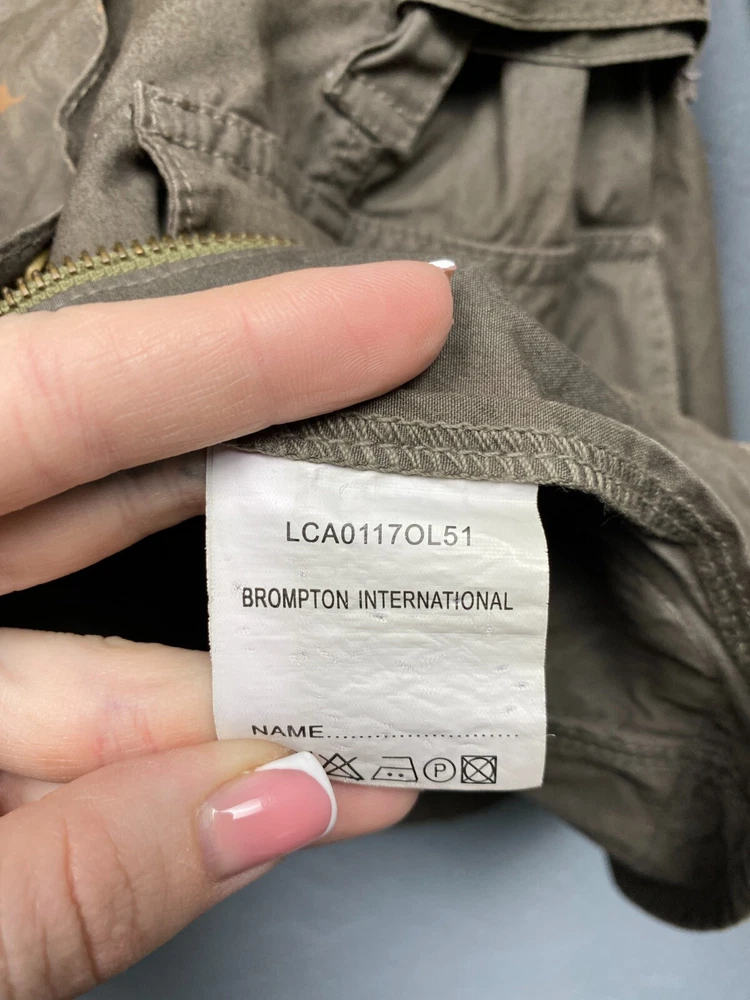 LCA0117OL51
BROMPTON INTERNATIONAL
NAME......................................
P